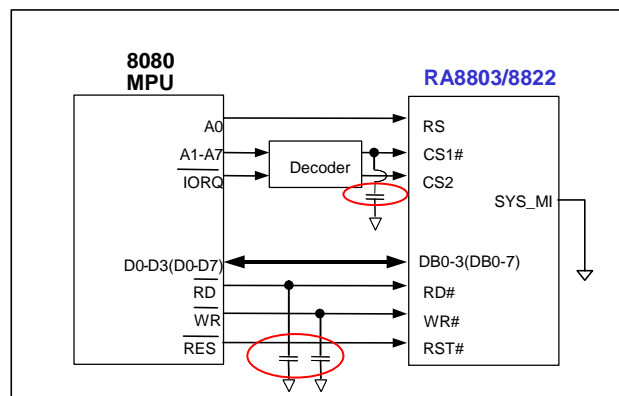 8080
MPU
RA8803/8822
A0
RS
A1-A7
Decoder
CS1#
IORQ
CS2
SYS_MI
D0-D3(D0-D7)
DB0-3(DB0-7)
RD
RD#
WR
WR#
RES
RST#